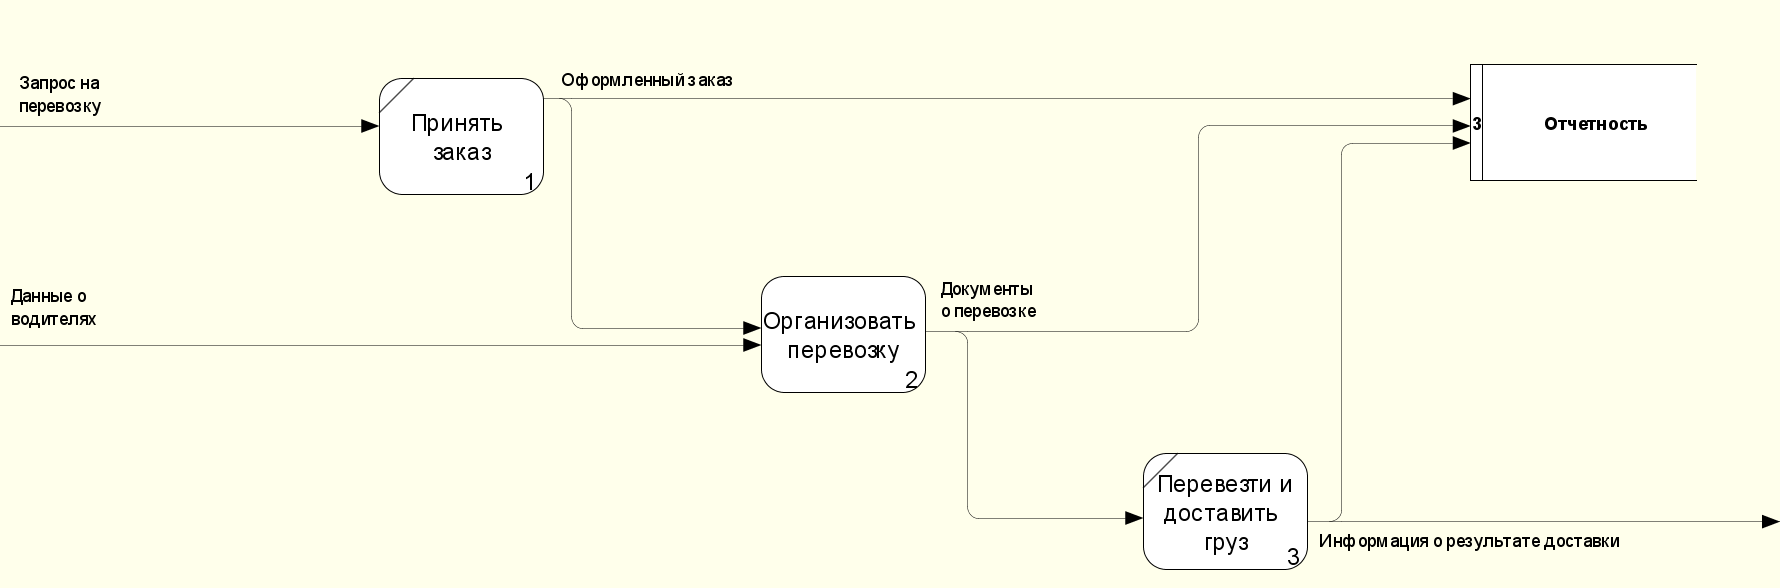 Запрос на
перевозку
Принять
заказ
1
Оформленный заказ
3
Отчетность
Данные о
водителях
Организовать
перевозку
2
Документы
о перевозке
Перевезти и
доставить
груз
3
Информация о результате доставки